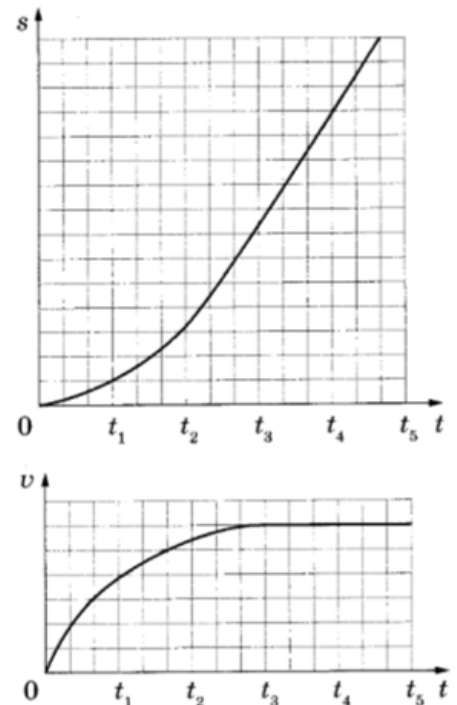 s
0 t₁ t₂ t₃ t₄ t₅ t
v
0 t₁ t₂ t₃ t₄ t₅ t